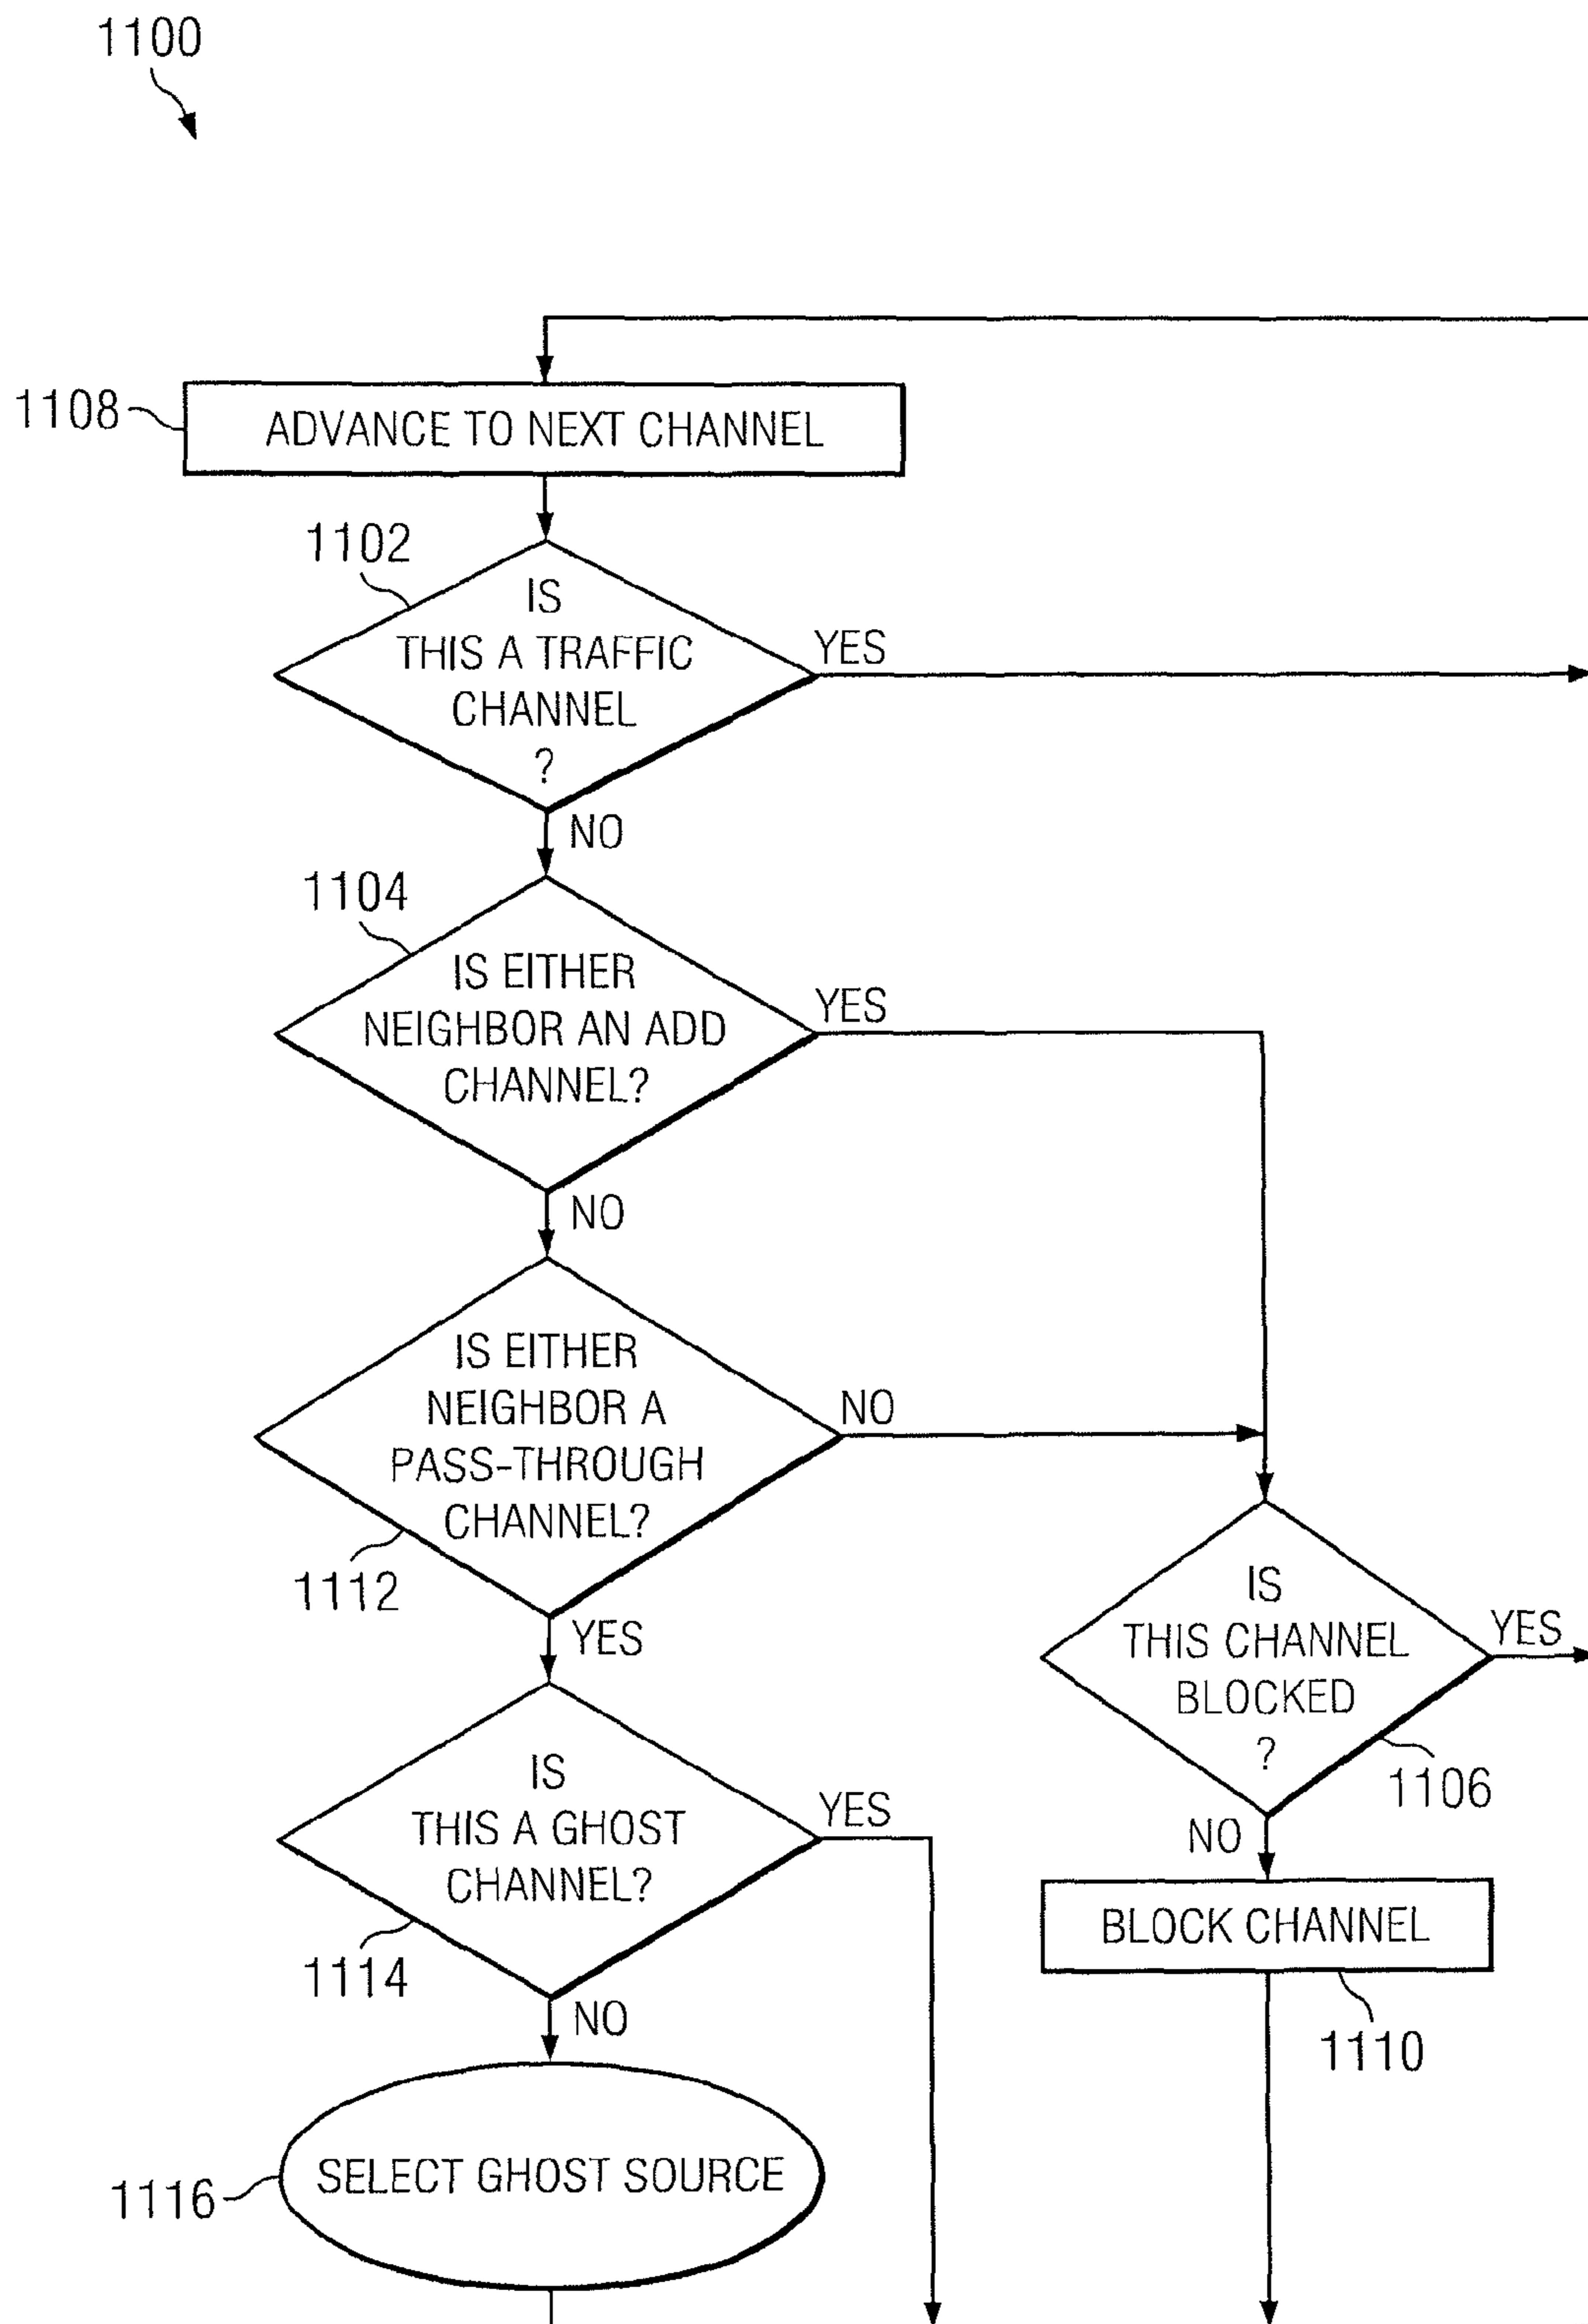 1100
1108
ADVANCE TO NEXT CHANNEL
1102
IS
THIS A TRAFFIC
CHANNEL
?
YES
NO
1104
IS EITHER
NEIGHBOR AN ADD
CHANNEL?
YES
NO
IS EITHER
NEIGHBOR A
PASS-THROUGH
CHANNEL?
NO
1112
YES
IS
THIS CHANNEL
BLOCKED
?
YES
1106
NO
IS
THIS A GHOST
CHANNEL?
YES
1114
NO
BLOCK CHANNEL
1110
SELECT GHOST SOURCE
1116